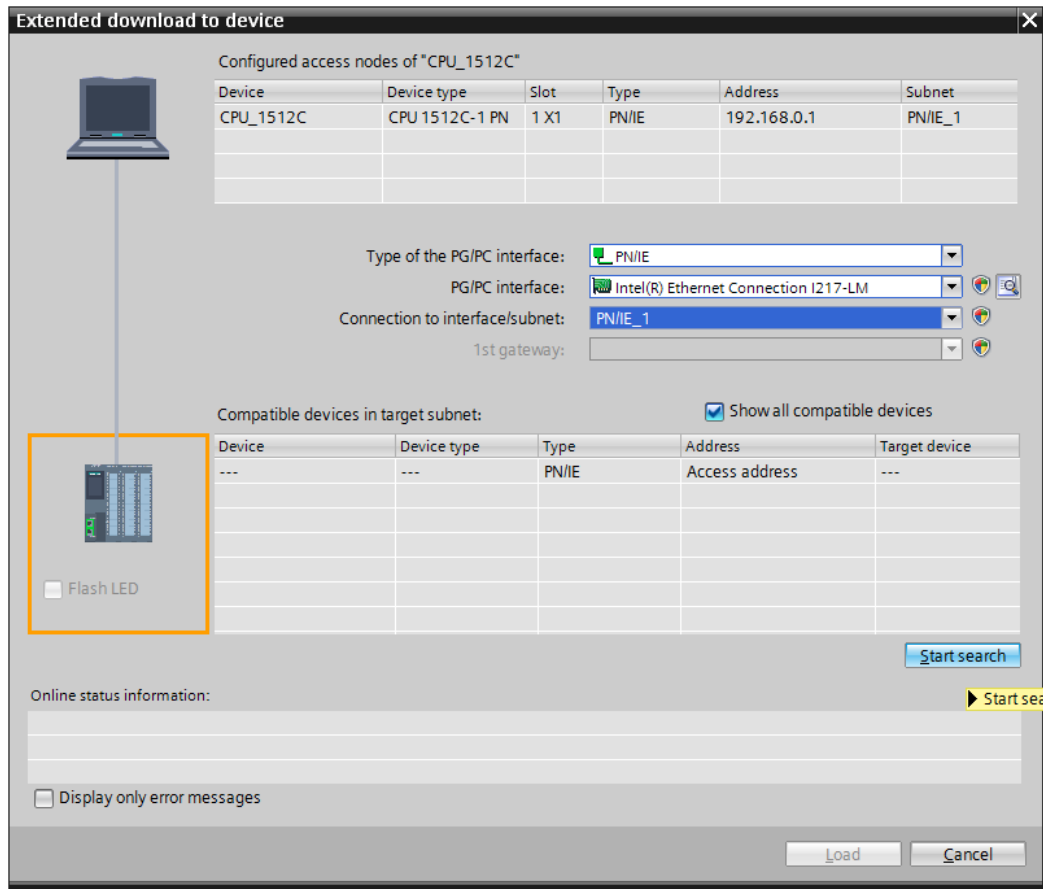 Extended download to device
Configured access nodes of "CPU_1512C"
Device Device type Slot Type Address Subnet
CPU_1512C CPU 1512C-1 PN 1 X1 PN/IE 192.168.0.1 PN/IE_1
Type of the PG/PC interface: PN/IE
PG/PC interface: Intel(R) Ethernet Connection I217-LM
Connection to interface/subnet: PN/IE_1
1st gateway:
Compatible devices in target subnet: Show all compatible devices
Device Device type Type Address Target device
--- --- PN/IE Access address ---
Flash LED
Start search
Online status information:
Start sea
Display only error messages
Load Cancel